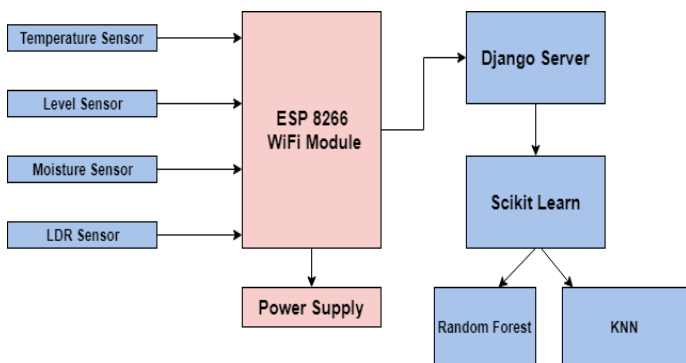 Temperature Sensor
Level Sensor
Moisture Sensor
LDR Sensor
ESP 8266
WiFi Module
Power Supply
Django Server
Scikit Learn
Random Forest
KNN